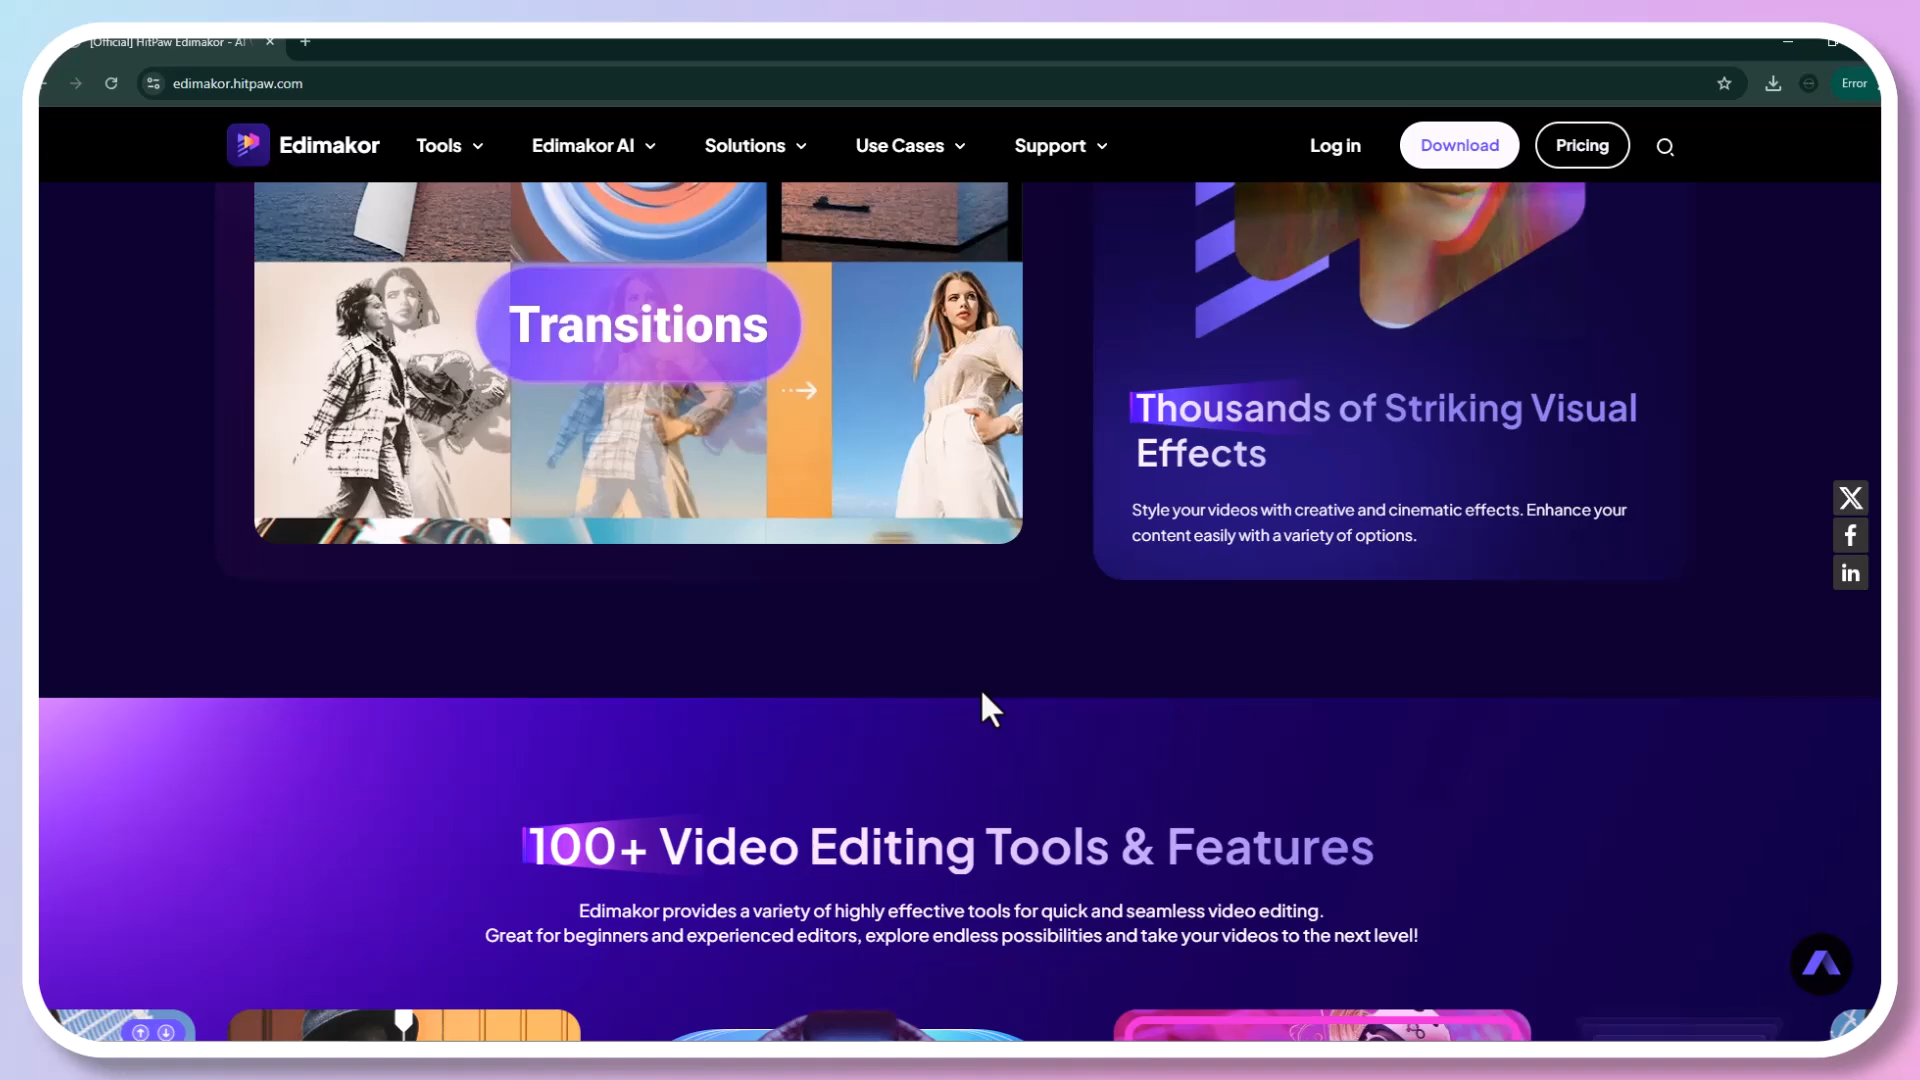 [Official] HitPaw Edimakor - AI
edimakor.hitpaw.com
Error
Edimakor
Tools
Edimakor AI
Solutions
Use Cases
Support
Log in
Download
Pricing
Transitions
Thousands of Striking Visual
Effects
Style your videos with creative and cinematic effects. Enhance your
content easily with a variety of options.
X
f
in
100+ Video Editing Tools & Features
Edimakor provides a variety of highly effective tools for quick and seamless video editing.
Great for beginners and experienced editors, explore endless possibilities and take your videos to the next level!